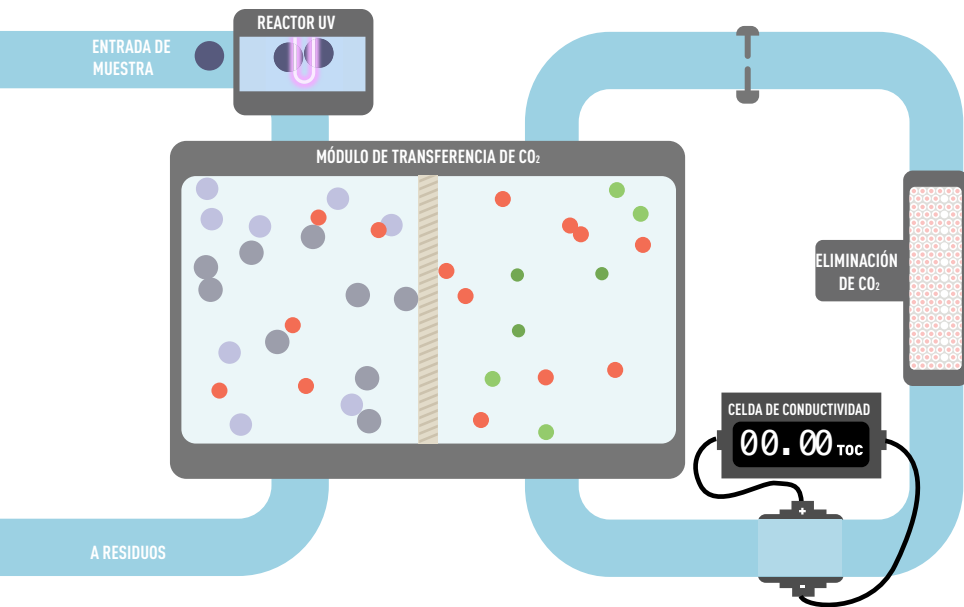 REACTOR UV
ENTRADA DE
MUESTRA
MÓDULO DE TRANSFERENCIA DE CO₂
ELIMINACIÓN
DE CO₂
CELDA DE CONDUCTIVIDAD
00.00 TOC
+
-
A RESIDUOS